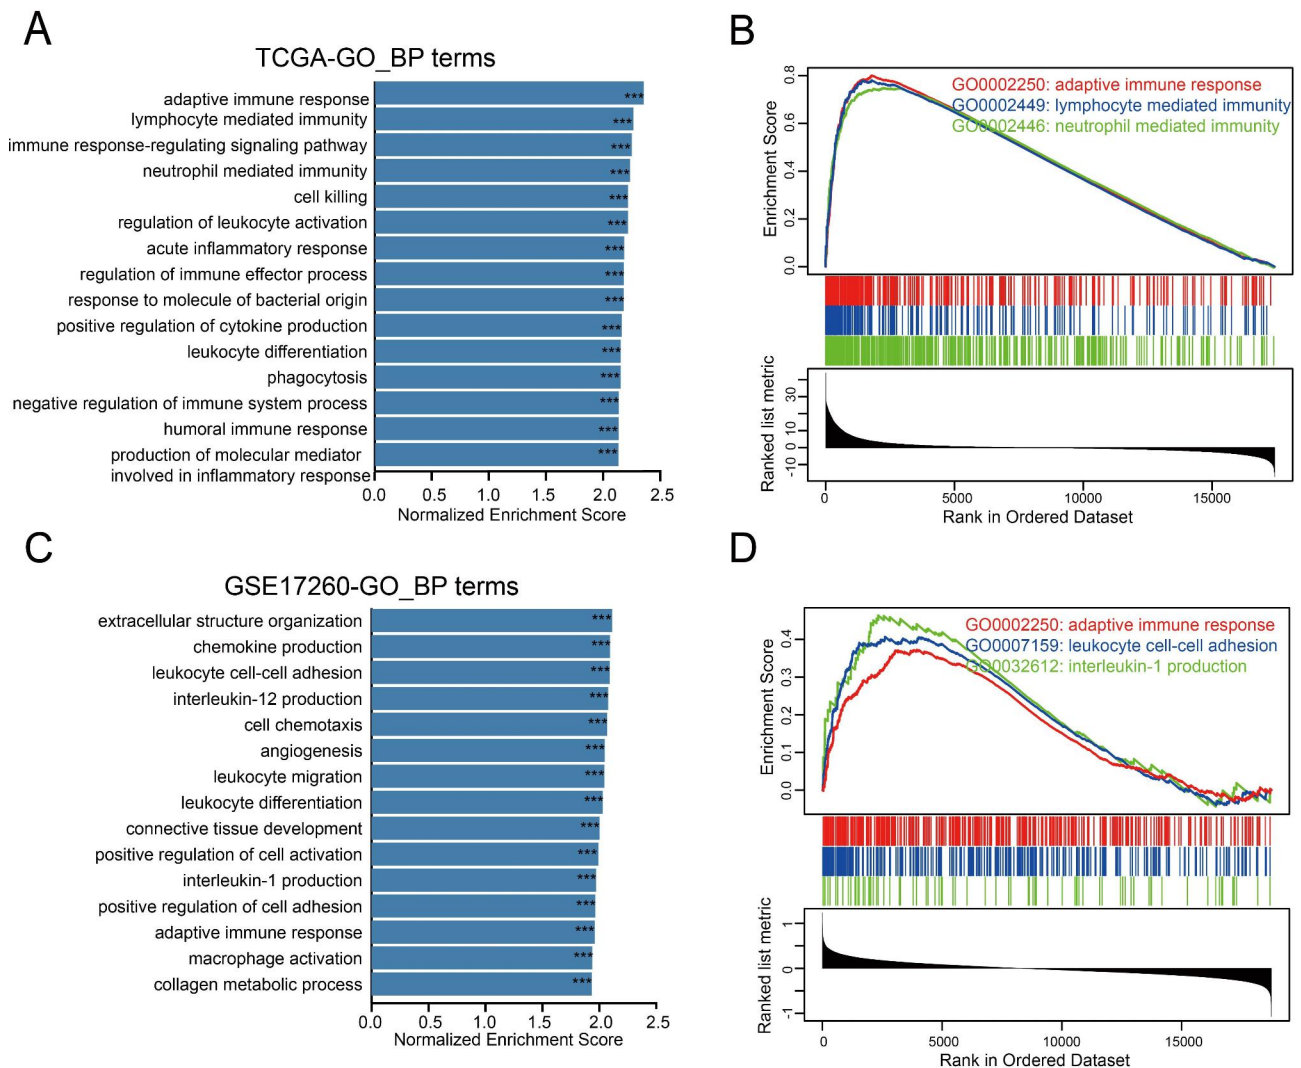 A
TCGA-GO_BP terms
adaptive immune response ***
lymphocyte mediated immunity ***
immune response-regulating signaling pathway ***
neutrophil mediated immunity ***
cell killing ***
regulation of leukocyte activation ***
acute inflammatory response ***
regulation of immune effector process ***
response to molecule of bacterial origin ***
positive regulation of cytokine production ***
leukocyte differentiation ***
phagocytosis ***
negative regulation of immune system process ***
humoral immune response ***
production of molecular mediator ***
involved in inflammatory response
0.0 0.5 1.0 1.5 2.0 2.5
Normalized Enrichment Score
B
GO0002250: adaptive immune response
GO0002449: lymphocyte mediated immunity
GO0002446: neutrophil mediated immunity
Enrichment Score
0.8
0.6
0.4
0.2
0.0
Ranked list metric
30
10
0
-10
0 5000 10000 15000
Rank in Ordered Dataset
C
GSE17260-GO_BP terms
extracellular structure organization ***
chemokine production ***
leukocyte cell-cell adhesion ***
interleukin-12 production ***
cell chemotaxis ***
angiogenesis ***
leukocyte migration ***
leukocyte differentiation ***
connective tissue development ***
positive regulation of cell activation ***
interleukin-1 production ***
positive regulation of cell adhesion ***
adaptive immune response ***
macrophage activation ***
collagen metabolic process ***
0.0 0.5 1.0 1.5 2.0 2.5
Normalized Enrichment Score
D
GO0002250: adaptive immune response
GO0007159: leukocyte cell-cell adhesion
GO0032612: interleukin-1 production
Enrichment Score
0.4
0.3
0.2
0.1
0.0
Ranked list metric
1
0
-1
0 5000 10000 15000
Rank in Ordered Dataset